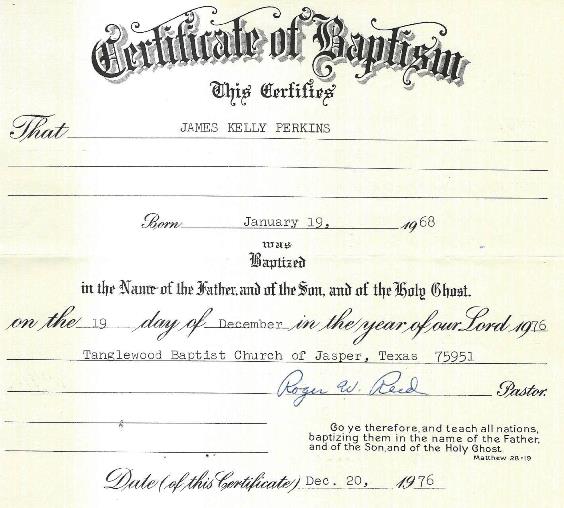 Certificate of Baptism
This Certifies
That JAMES KELLY PERKINS
Born January 19, 1968
was
Baptized
in the Name of the Father, and of the Son, and of the Holy Ghost.
on the 19 day of December in the year of our Lord 1976
Tanglewood Baptist Church of Jasper, Texas 75951
Roger W. Reid Pastor.
Go ye therefore, and teach all nations,
baptizing them in the name of the Father,
and of the Son, and of the Holy Ghost
Matthew 28:19
Date (of this Certificate) Dec. 20, 1976